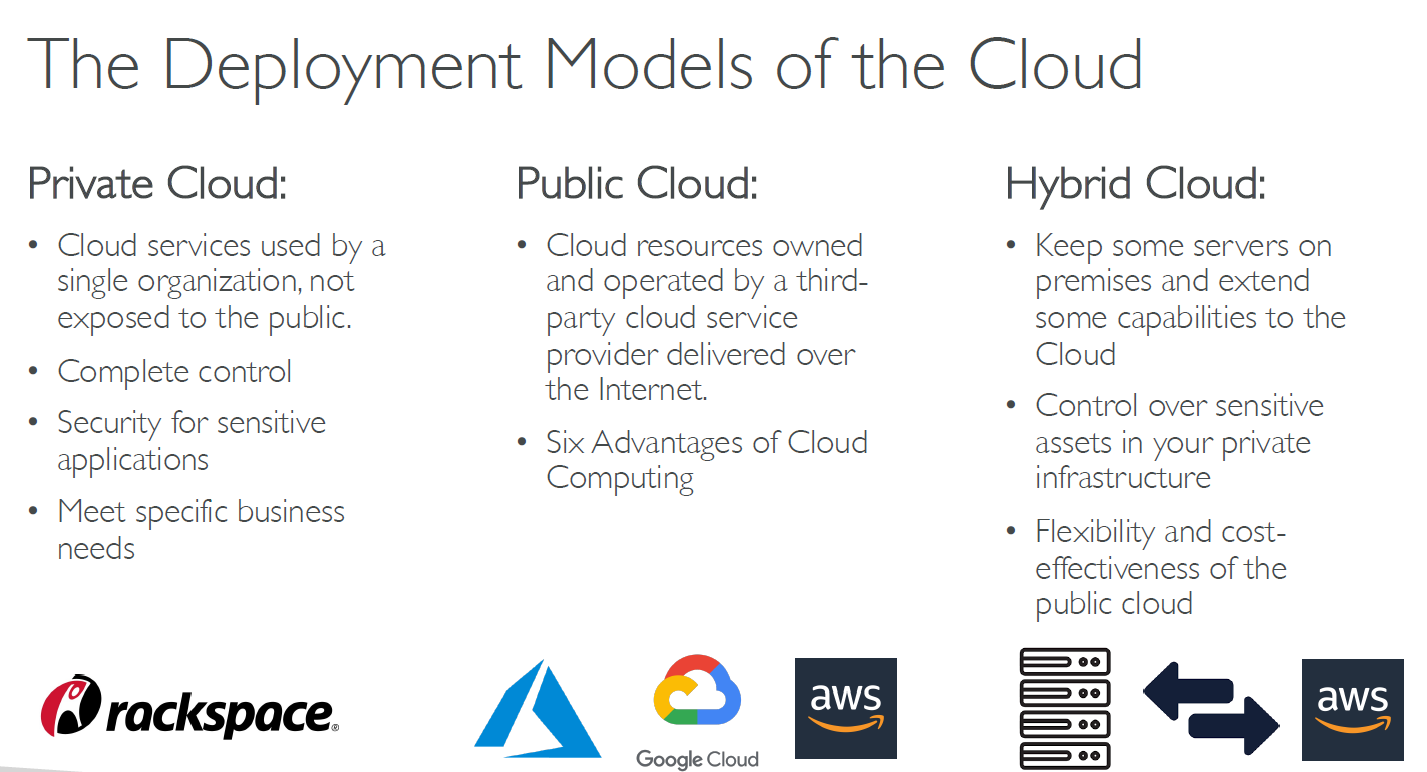 The Deployment Models of the Cloud
Private Cloud:
• Cloud services used by a
single organization, not
exposed to the public.
• Complete control
• Security for sensitive
applications
• Meet specific business
needs
rackspace®
Public Cloud:
• Cloud resources owned
and operated by a third-
party cloud service
provider delivered over
the Internet.
• Six Advantages of Cloud
Computing
Google Cloud
aws
Hybrid Cloud:
• Keep some servers on
premises and extend
some capabilities to the
Cloud
• Control over sensitive
assets in your private
infrastructure
• Flexibility and cost-
effectiveness of the
public cloud
aws